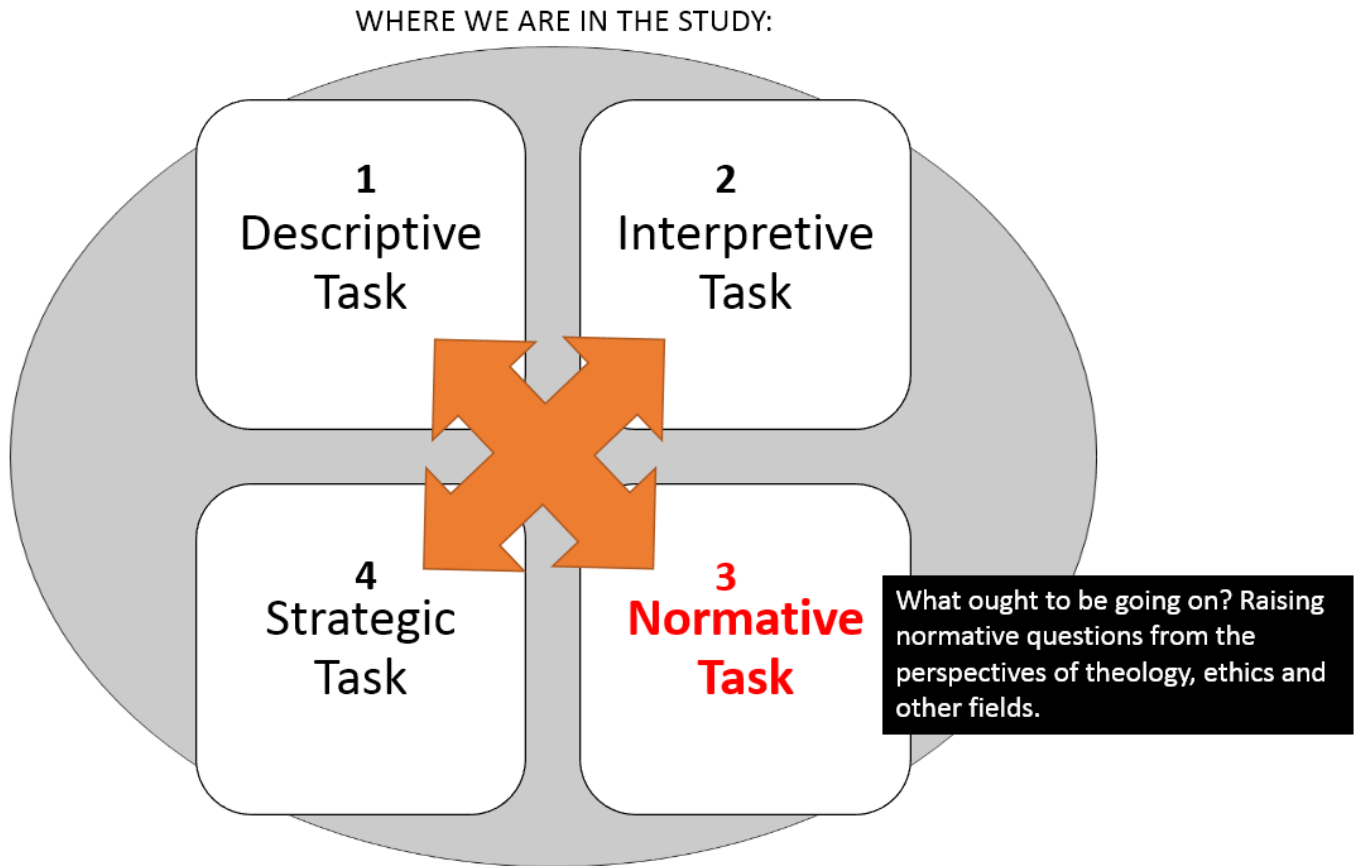 WHERE WE ARE IN THE STUDY:
1
Descriptive
Task
2
Interpretive
Task
3
Normative
Task
What ought to be going on? Raising
normative questions from the
perspectives of theology, ethics and
other fields.
4
Strategic
Task